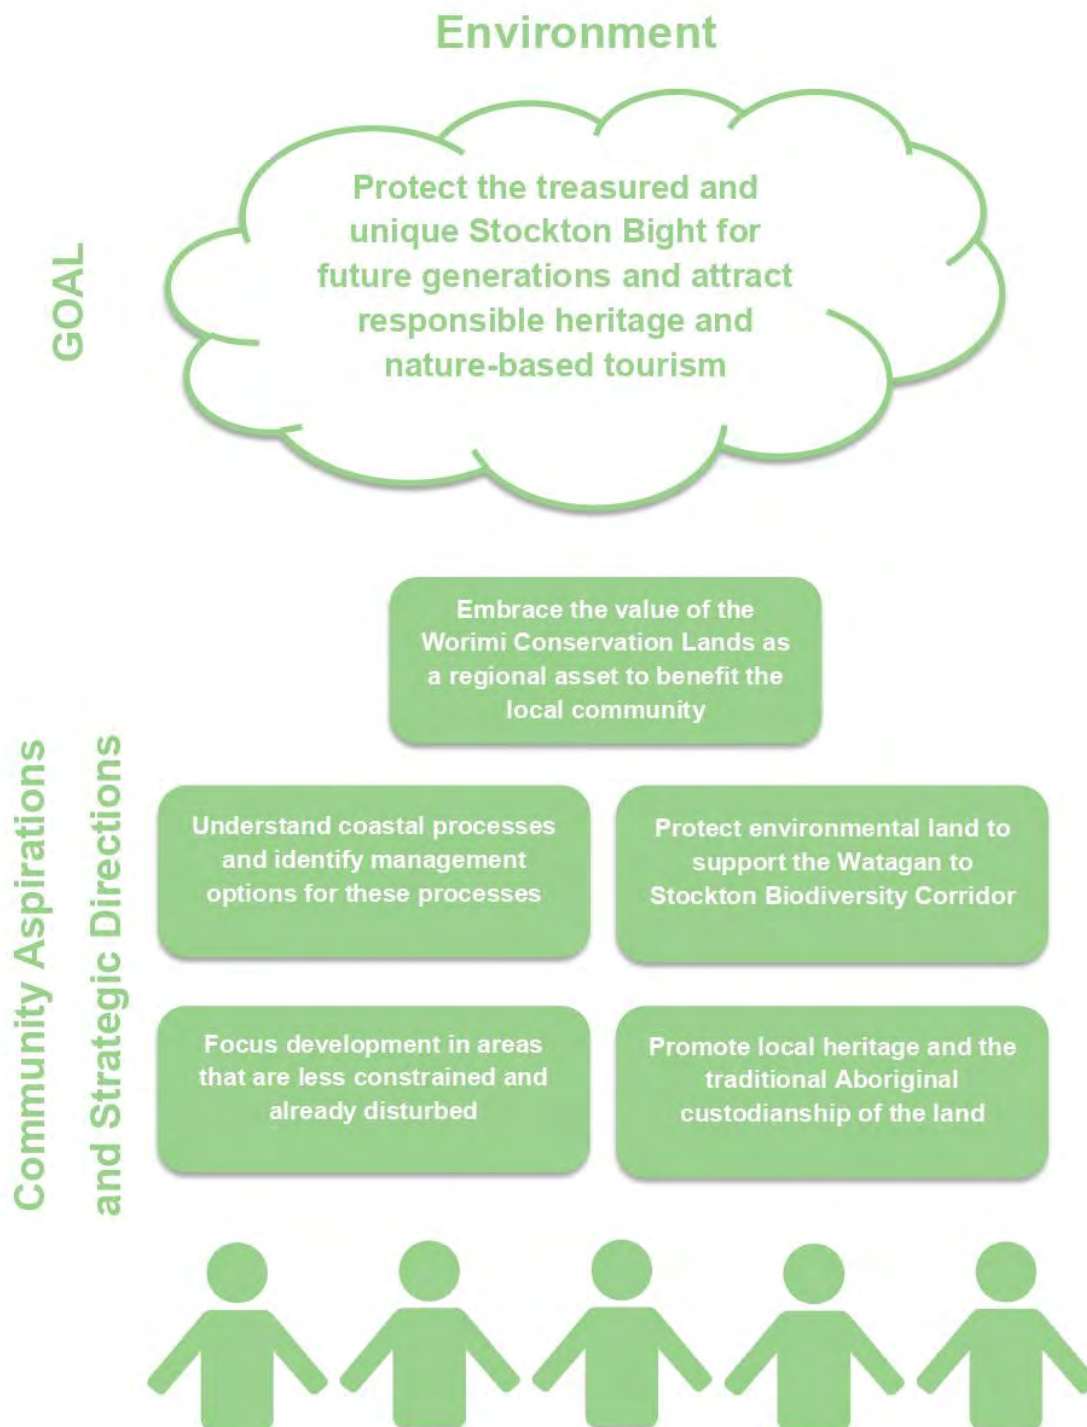 Environment
GOAL
Protect the treasured and
unique Stockton Bight for
future generations and attract
responsible heritage and
nature-based tourism
Community Aspirations
and Strategic Directions
Embrace the value of the
Worimi Conservation Lands as
a regional asset to benefit the
local community
Understand coastal processes
and identify management
options for these processes
Protect environmental land to
support the Watagan to
Stockton Biodiversity Corridor
Focus development in areas
that are less constrained and
already disturbed
Promote local heritage and the
traditional Aboriginal
custodianship of the land